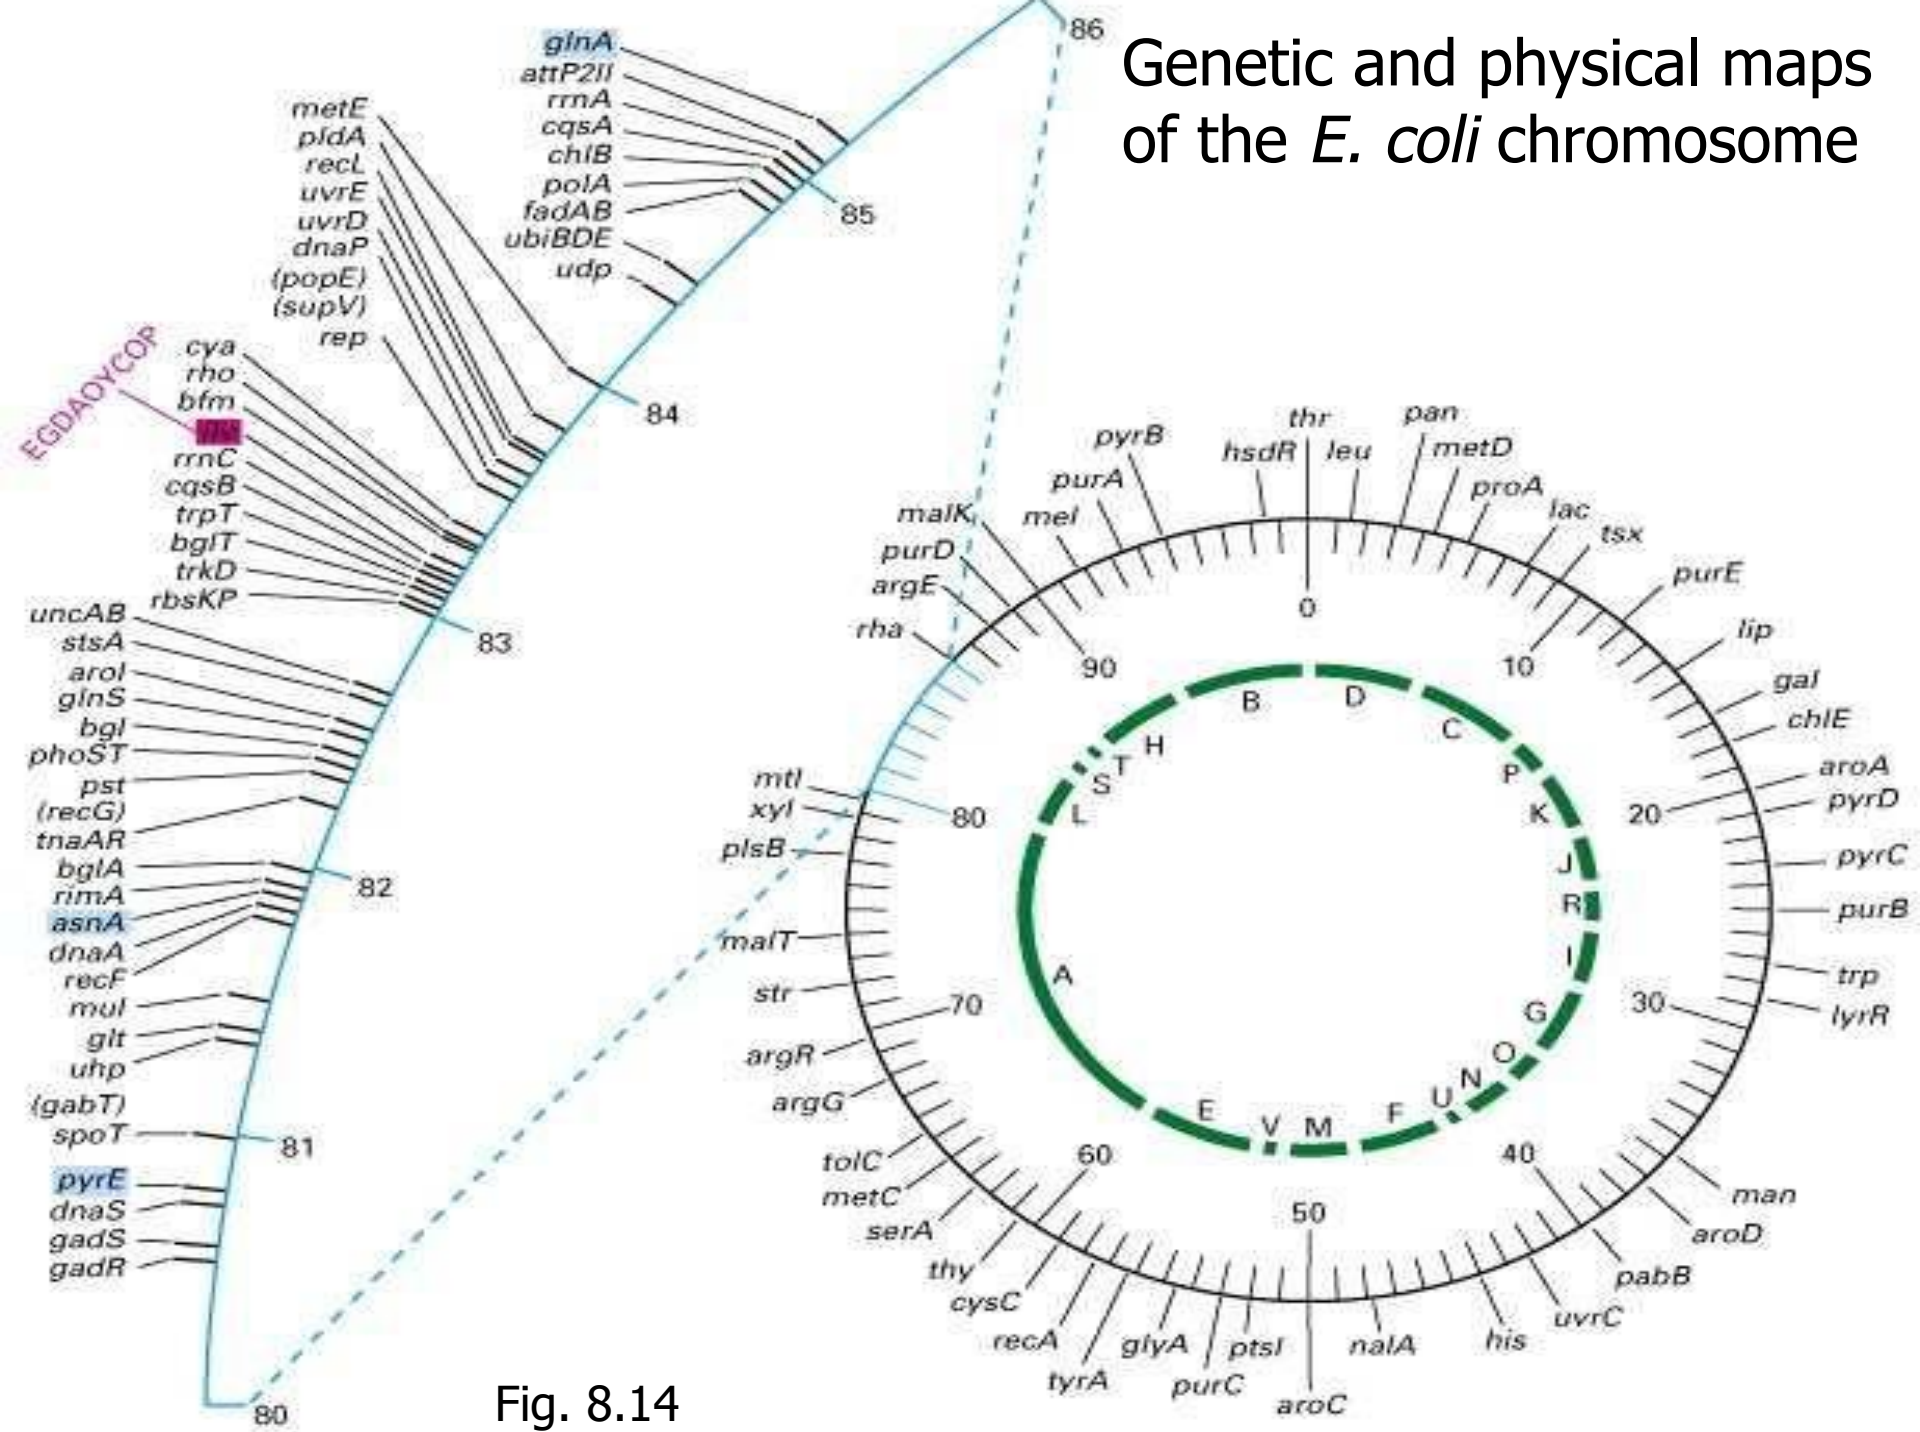 Genetic and physical maps
of the E. coli chromosome
86
glnA
attP2II
rrnA
cqsA
chlB
polA
fadAB
ubiBDE
udp
85
metE
pldA
recL
uvrE
uvrD
dnaP
(popE)
(supV)
rep
84
EGDAOYCOP
cya
rho
bfm
rrnC
cqsB
trpT
bglT
trkD
rbsKP
83
uncAB
stsA
aroI
glnS
bgl
phoST
pst
(recG)
tnaAR
bglA
rimA
asnA
dnaA
recF
82
mul
glt
uhp
(gabT)
spoT
81
pyrE
dnaS
gadS
gadR
80
thr
leu
pan
metD
proA
lac
tsx
purE
lip
gal
chlE
aroA
pyrD
pyrC
purB
trp
lyrR
man
aroD
pabB
uvrC
his
nalA
aroC
ptsI
purC
glyA
tyrA
recA
cysC
thy
serA
metC
tolC
argG
argR
str
malT
plsB
xyl
mtl
rha
argE
purD
malK
mel
purA
pyrB
hsdR
0
10
20
30
40
50
60
70
80
90
B
D
C
P
K
J
R
I
G
O
N
U
F
M
V
E
A
L
S
T
H
Fig. 8.14